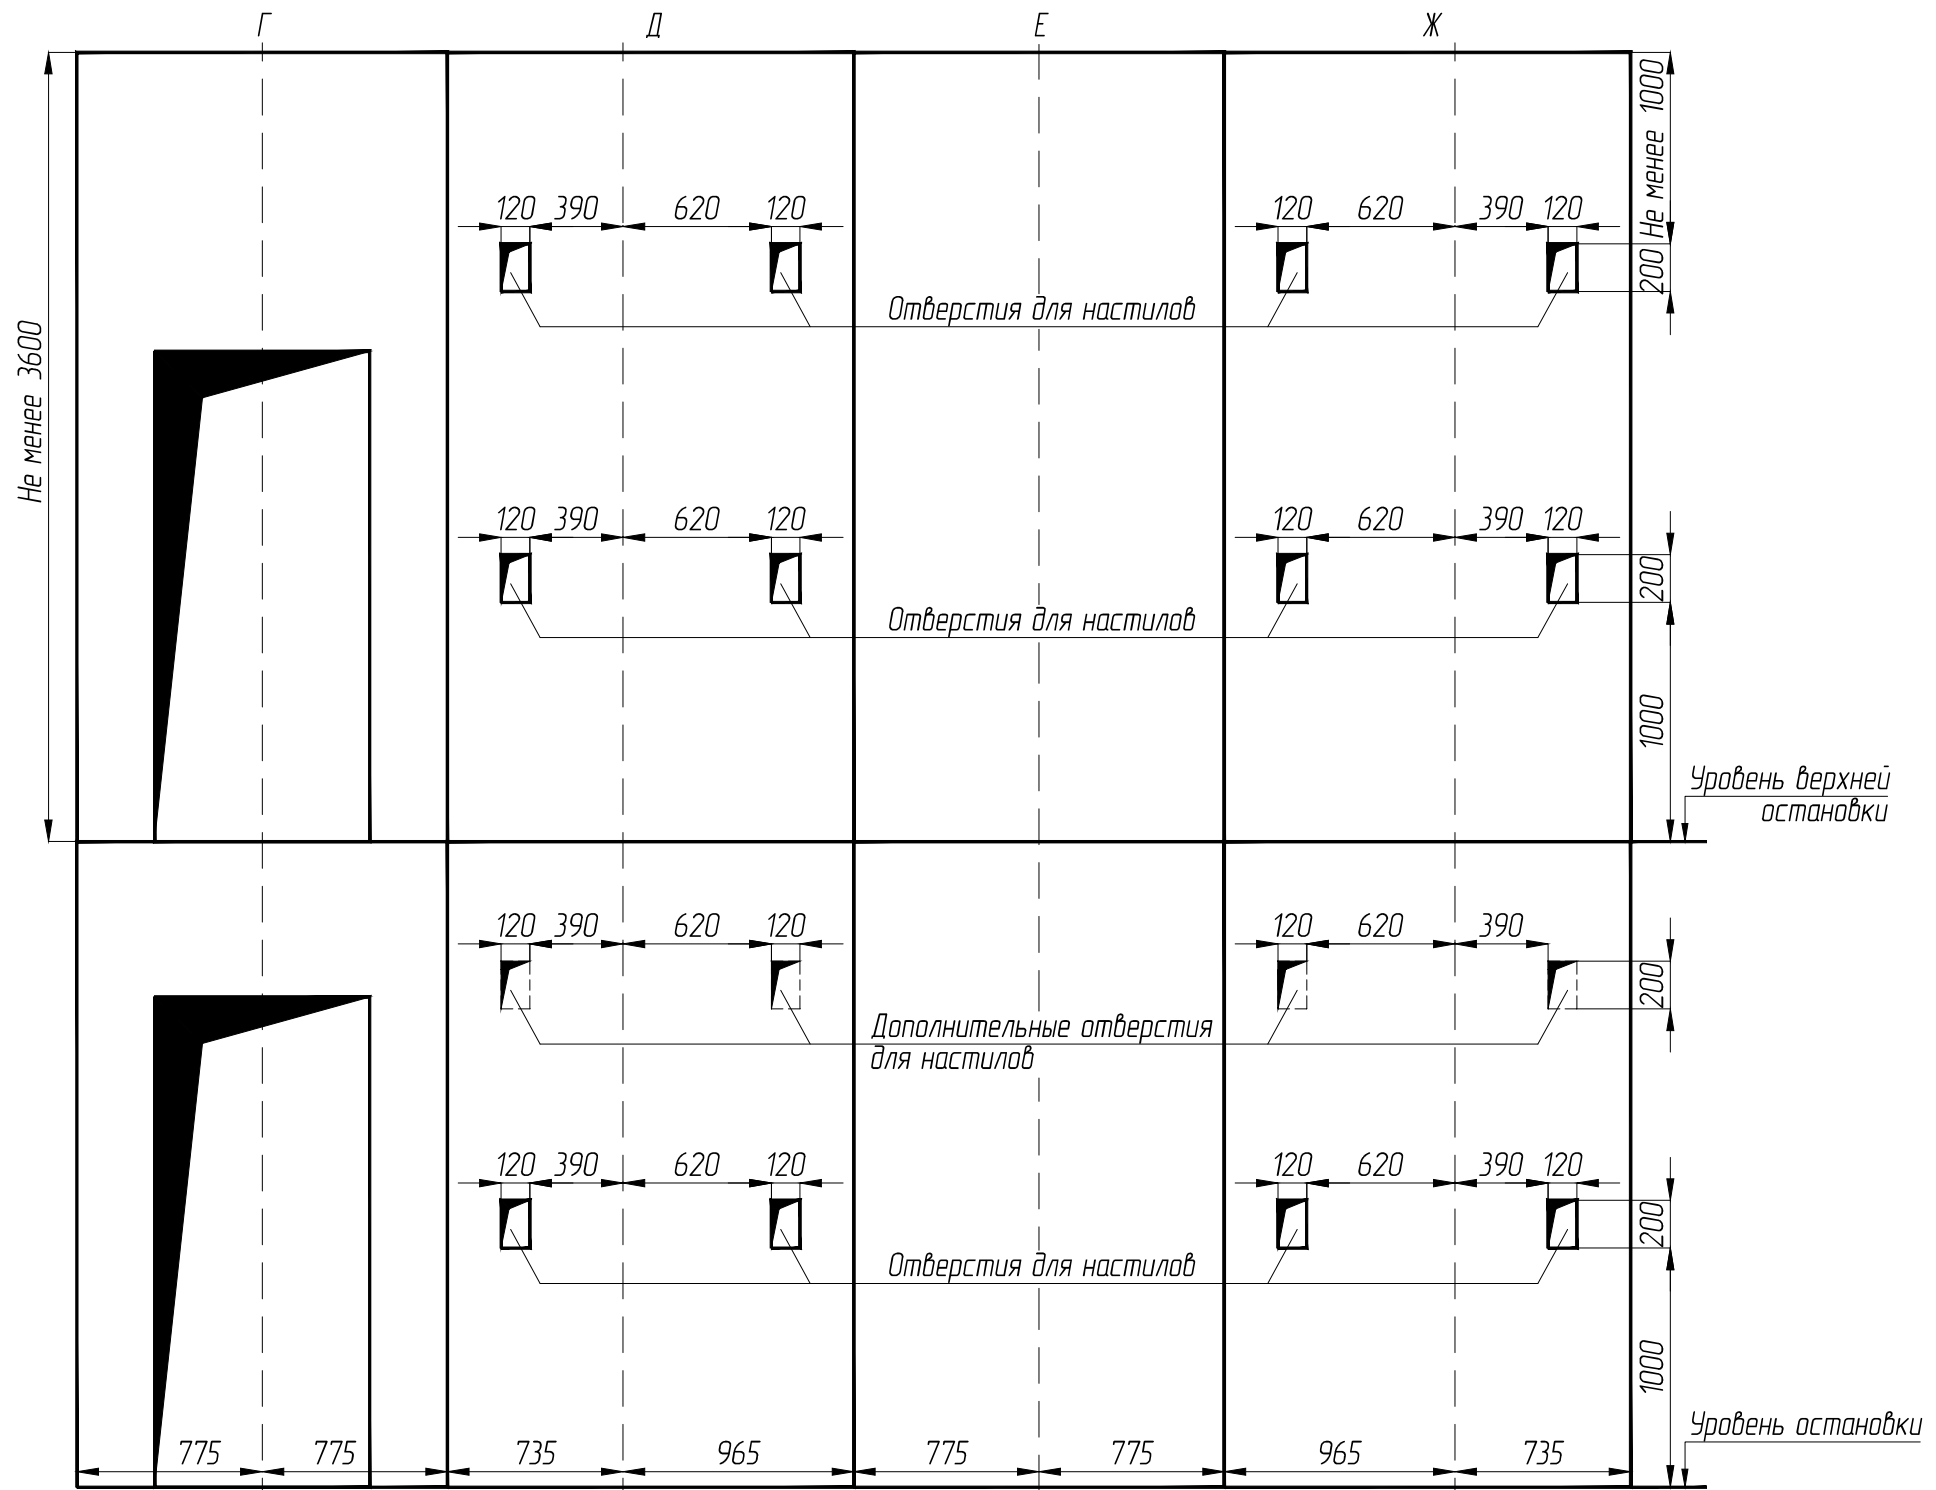 Г Д Е Ж
Не менее 3600
Не менее 1000
120 390 620 120 120 620 390 120
200
Отверстия для настилов
120 390 620 120 120 620 390 120
200
Отверстия для настилов
1000
Уровень верхней
остановки
120 390 620 120 120 620 390
200
Дополнительные отверстия
для настилов
120 390 620 120 120 620 390 120
200
Отверстия для настилов
1000
Уровень остановки
775 775 735 965 775 775 965 735